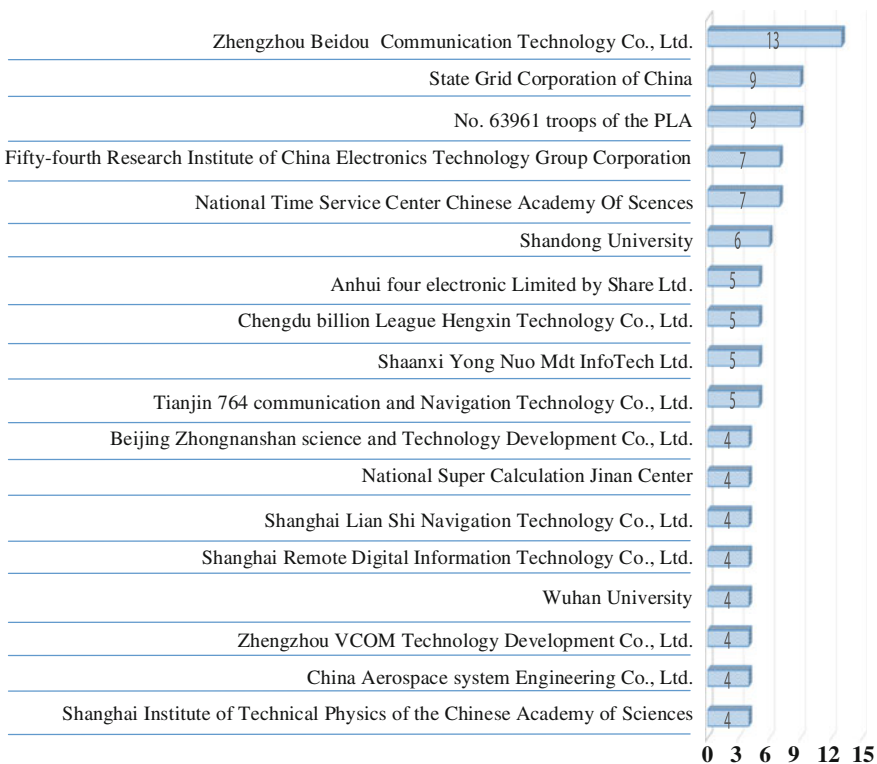 Zhengzhou Beidou Communication Technology Co., Ltd. 13
State Grid Corporation of China 9
No. 63961 troops of the PLA 9
Fifty-fourth Research Institute of China Electronics Technology Group Corporation 7
National Time Service Center Chinese Academy Of Scences 7
Shandong University 6
Anhui four electronic Limited by Share Ltd. 5
Chengdu billion League Hengxin Technology Co., Ltd. 5
Shaanxi Yong Nuo Mdt InfoTech Ltd. 5
Tianjin 764 communication and Navigation Technology Co., Ltd. 5
Beijing Zhongnanshan science and Technology Development Co., Ltd. 4
National Super Calculation Jinan Center 4
Shanghai Lian Shi Navigation Technology Co., Ltd. 4
Shanghai Remote Digital Information Technology Co., Ltd. 4
Wuhan University 4
Zhengzhou VCOM Technology Development Co., Ltd. 4
China Aerospace system Engineering Co., Ltd. 4
Shanghai Institute of Technical Physics of the Chinese Academy of Sciences 4
0 3 6 9 12 15